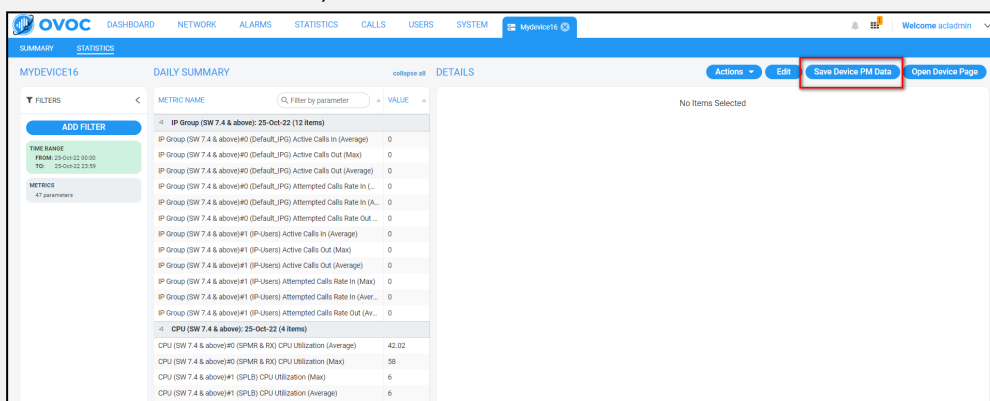 OVOC DASHBOARD NETWORK ALARMS STATISTICS CALLS USERS SYSTEM Mydevice16 Welcome acladmin
SUMMARY STATISTICS
MYDEVICE16
FILTERS
ADD FILTER
TIME RANGE
FROM: 25-Oct-22 00:00
TO: 25-Oct-22 23:59
METRICS
47 parameters
DAILY SUMMARY collapse all
METRIC NAME Filter by parameter VALUE
IP Group (SW 7.4 & above): 25-Oct-22 (12 items)
IP Group (SW 7.4 & above)#0 (Default_IPG) Active Calls In (Average) 0
IP Group (SW 7.4 & above)#0 (Default_IPG) Active Calls Out (Max) 0
IP Group (SW 7.4 & above)#0 (Default_IPG) Active Calls Out (Average) 0
IP Group (SW 7.4 & above)#0 (Default_IPG) Attempted Calls Rate In (... 0
IP Group (SW 7.4 & above)#0 (Default_IPG) Attempted Calls Rate In (A... 0
IP Group (SW 7.4 & above)#0 (Default_IPG) Attempted Calls Rate Out ... 0
IP Group (SW 7.4 & above)#1 (IP-Users) Active Calls In (Average) 0
IP Group (SW 7.4 & above)#1 (IP-Users) Active Calls Out (Max) 0
IP Group (SW 7.4 & above)#1 (IP-Users) Active Calls Out (Average) 0
IP Group (SW 7.4 & above)#1 (IP-Users) Attempted Calls Rate In (Max) 0
IP Group (SW 7.4 & above)#1 (IP-Users) Attempted Calls Rate In (Aver... 0
IP Group (SW 7.4 & above)#1 (IP-Users) Attempted Calls Rate Out (Av... 0
CPU (SW 7.4 & above): 25-Oct-22 (4 items)
CPU (SW 7.4 & above)#0 (SPMR & RX) CPU Utilization (Average) 42.02
CPU (SW 7.4 & above)#0 (SPMR & RX) CPU Utilization (Max) 58
CPU (SW 7.4 & above)#1 (SPLB) CPU Utilization (Max) 6
CPU (SW 7.4 & above)#1 (SPLB) CPU Utilization (Average) 6
DETAILS Actions Edit Save Device PM Data Open Device Page
No Items Selected